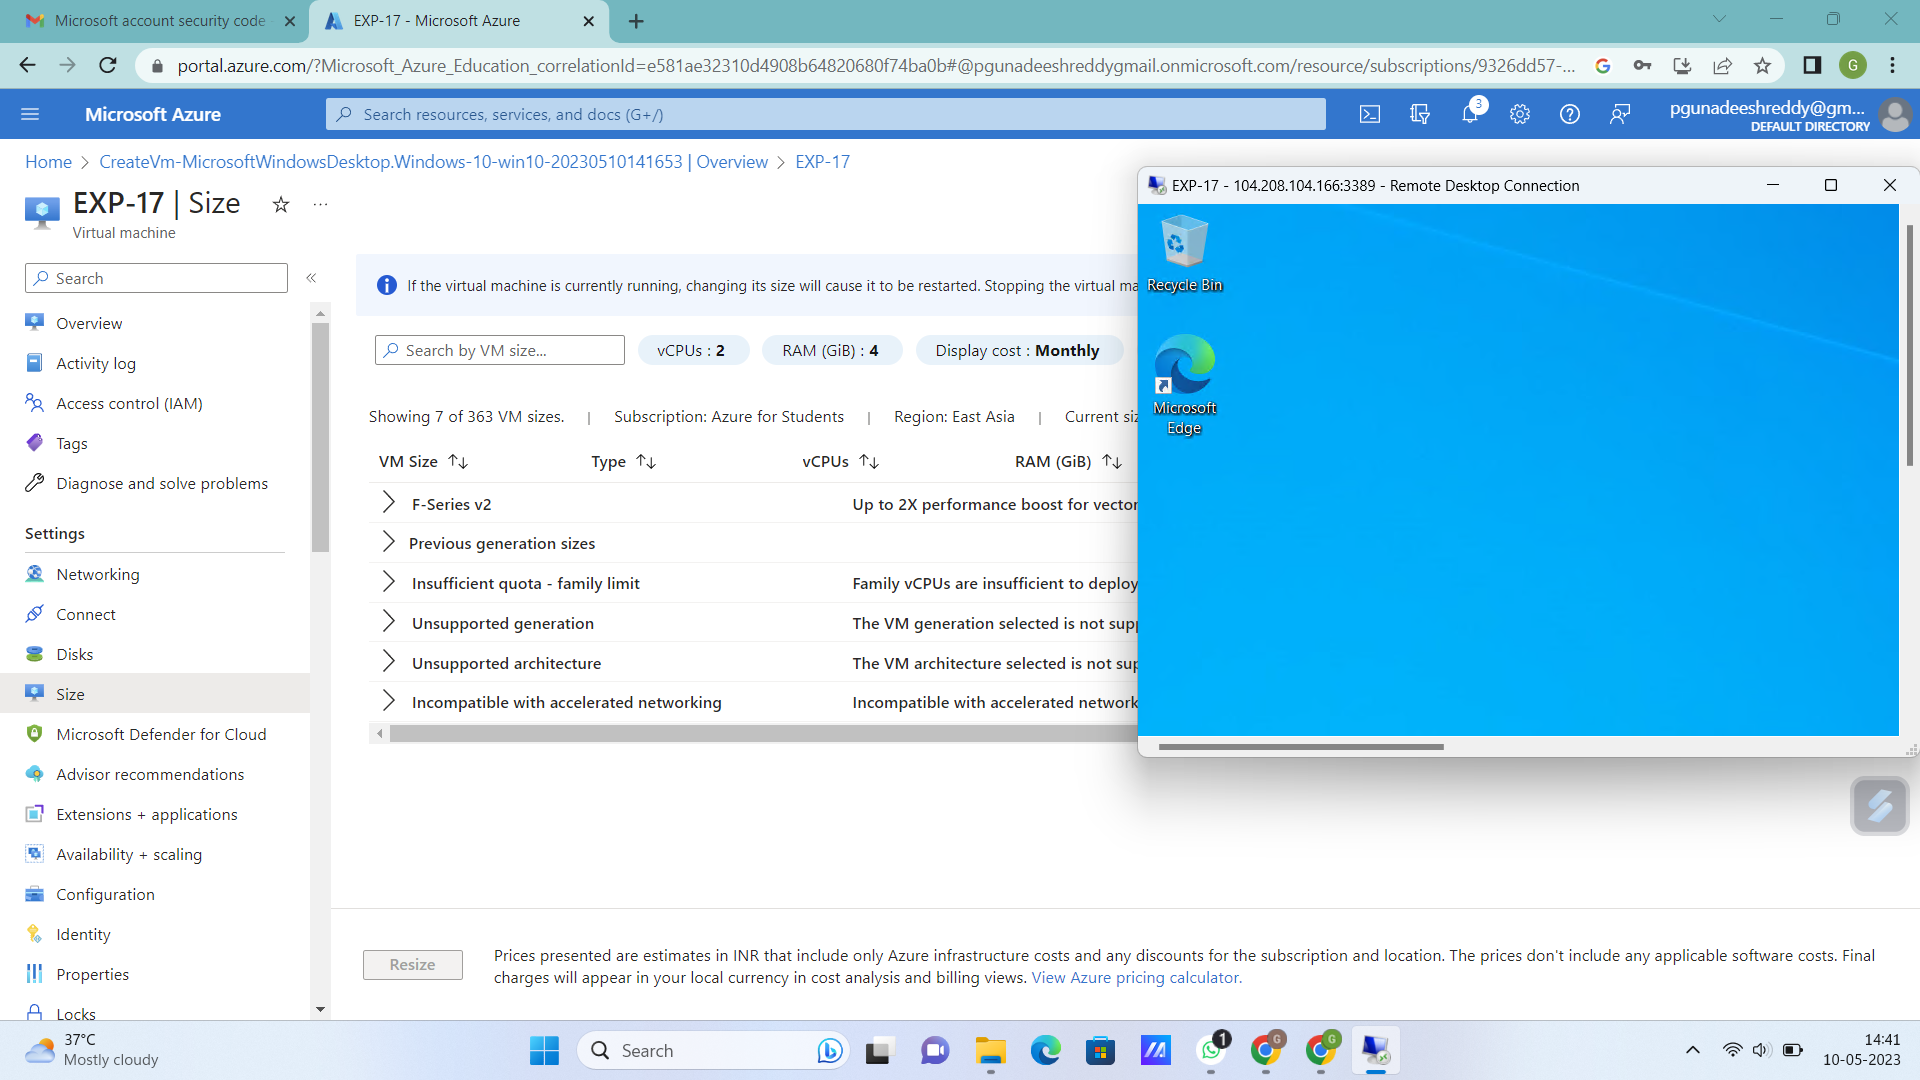 Microsoft account security code
EXP-17 - Microsoft Azure
portal.azure.com/?Microsoft_Azure_Education_correlationId=e581ae32310d4908b64820680f74ba0b#@pgunadeeshreddygmail.onmicrosoft.com/resource/subscriptions/9326dd57-...
G
Microsoft Azure
Search resources, services, and docs (G+/)
3
pgunadeeshreddy@gm...
DEFAULT DIRECTORY
Home > CreateVm-MicrosoftWindowsDesktop.Windows-10-win10-20230510141653 | Overview > EXP-17
EXP-17 | Size
Virtual machine
Search
Overview
Activity log
Access control (IAM)
Tags
Diagnose and solve problems
Settings
Networking
Connect
Disks
Size
Microsoft Defender for Cloud
Advisor recommendations
Extensions + applications
Availability + scaling
Configuration
Identity
Properties
Locks
If the virtual machine is currently running, changing its size will cause it to be restarted. Stopping the virtual ma
Search by VM size...
vCPUs : 2
RAM (GiB) : 4
Display cost : Monthly
Showing 7 of 363 VM sizes. | Subscription: Azure for Students | Region: East Asia | Current siz
VM Size Type vCPUs RAM (GiB)
F-Series v2 Up to 2X performance boost for vector
Previous generation sizes
Insufficient quota - family limit Family vCPUs are insufficient to deploy
Unsupported generation The VM generation selected is not supp
Unsupported architecture The VM architecture selected is not sup
Incompatible with accelerated networking Incompatible with accelerated network
Resize
Prices presented are estimates in INR that include only Azure infrastructure costs and any discounts for the subscription and location. The prices don't include any applicable software costs. Final
charges will appear in your local currency in cost analysis and billing views. View Azure pricing calculator.
EXP-17 - 104.208.104.166:3389 - Remote Desktop Connection
Recycle Bin
Microsoft
Edge
37°C
Mostly cloudy
Search
1
G
G
14:41
10-05-2023